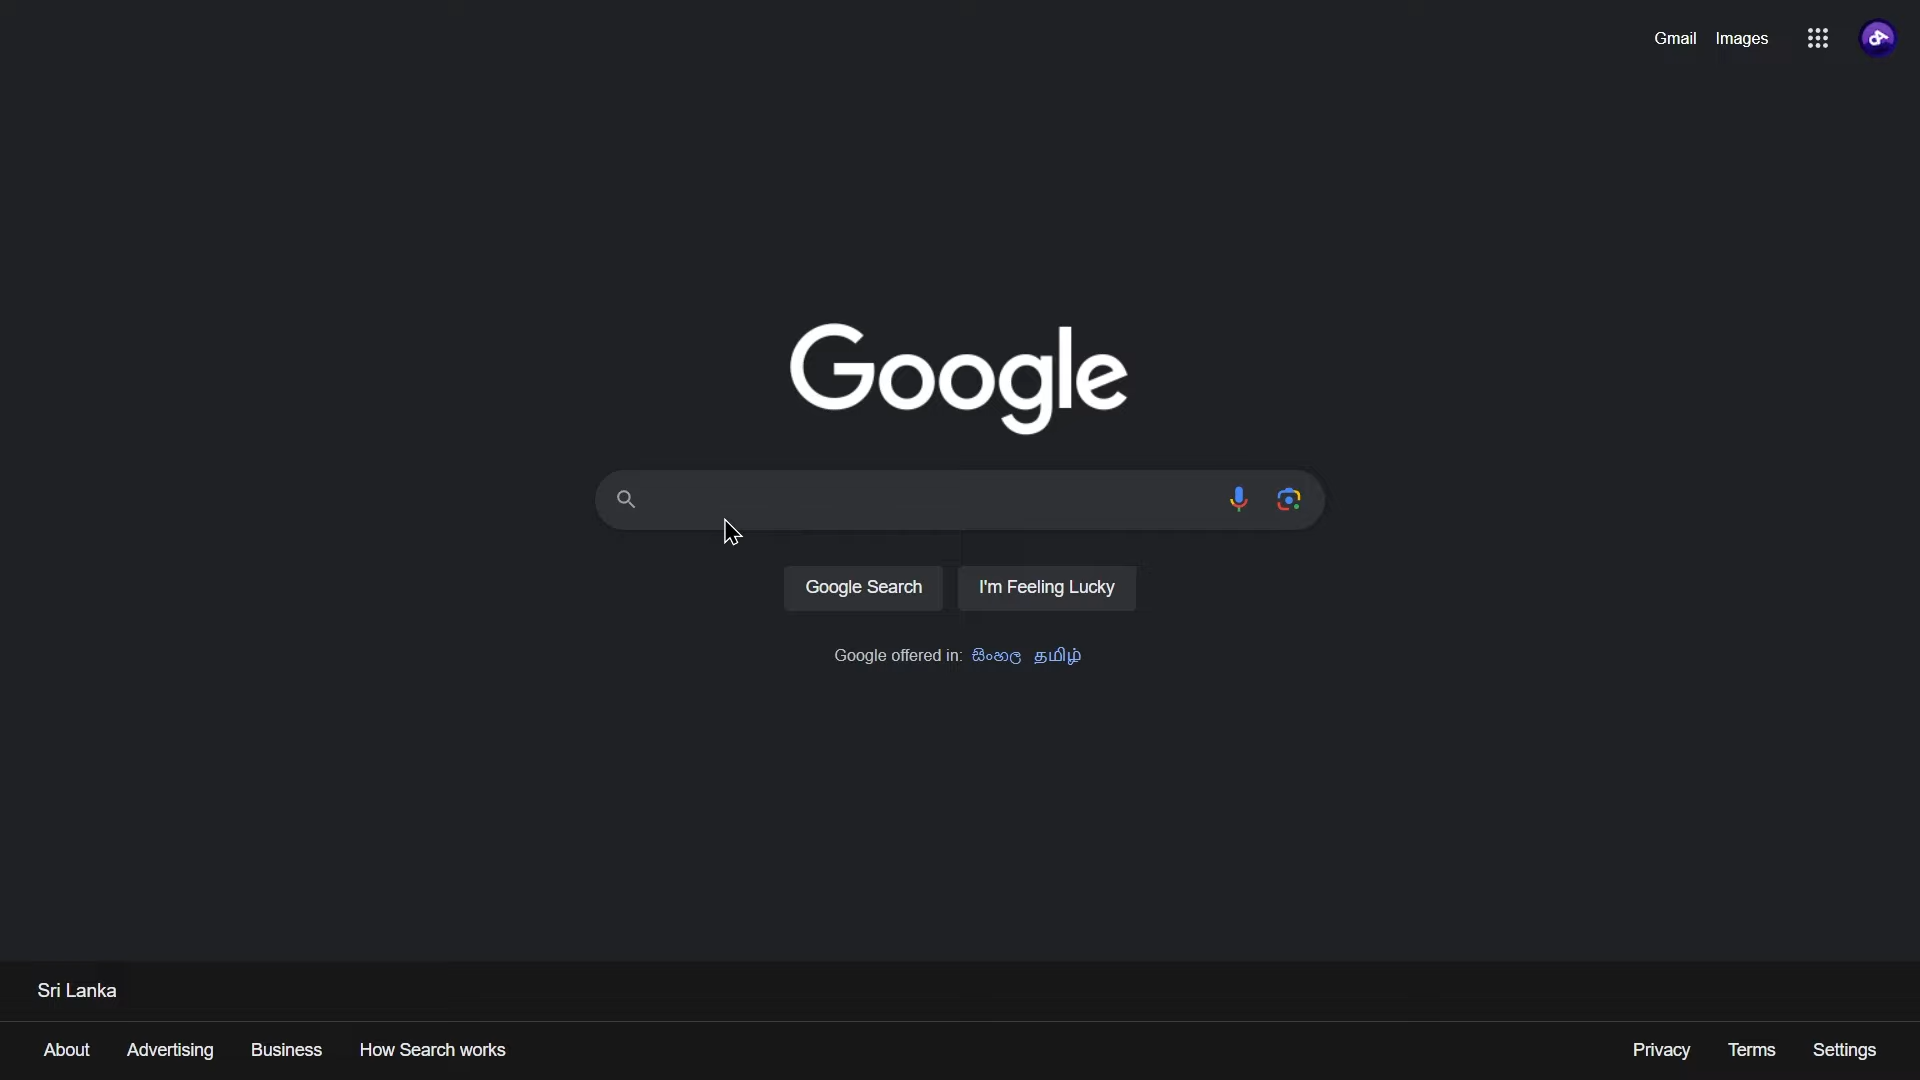 Gmail Images
Google
Google Search I'm Feeling Lucky
Google offered in: සිංහල தமிழ்
Sri Lanka
About Advertising Business How Search works Privacy Terms Settings